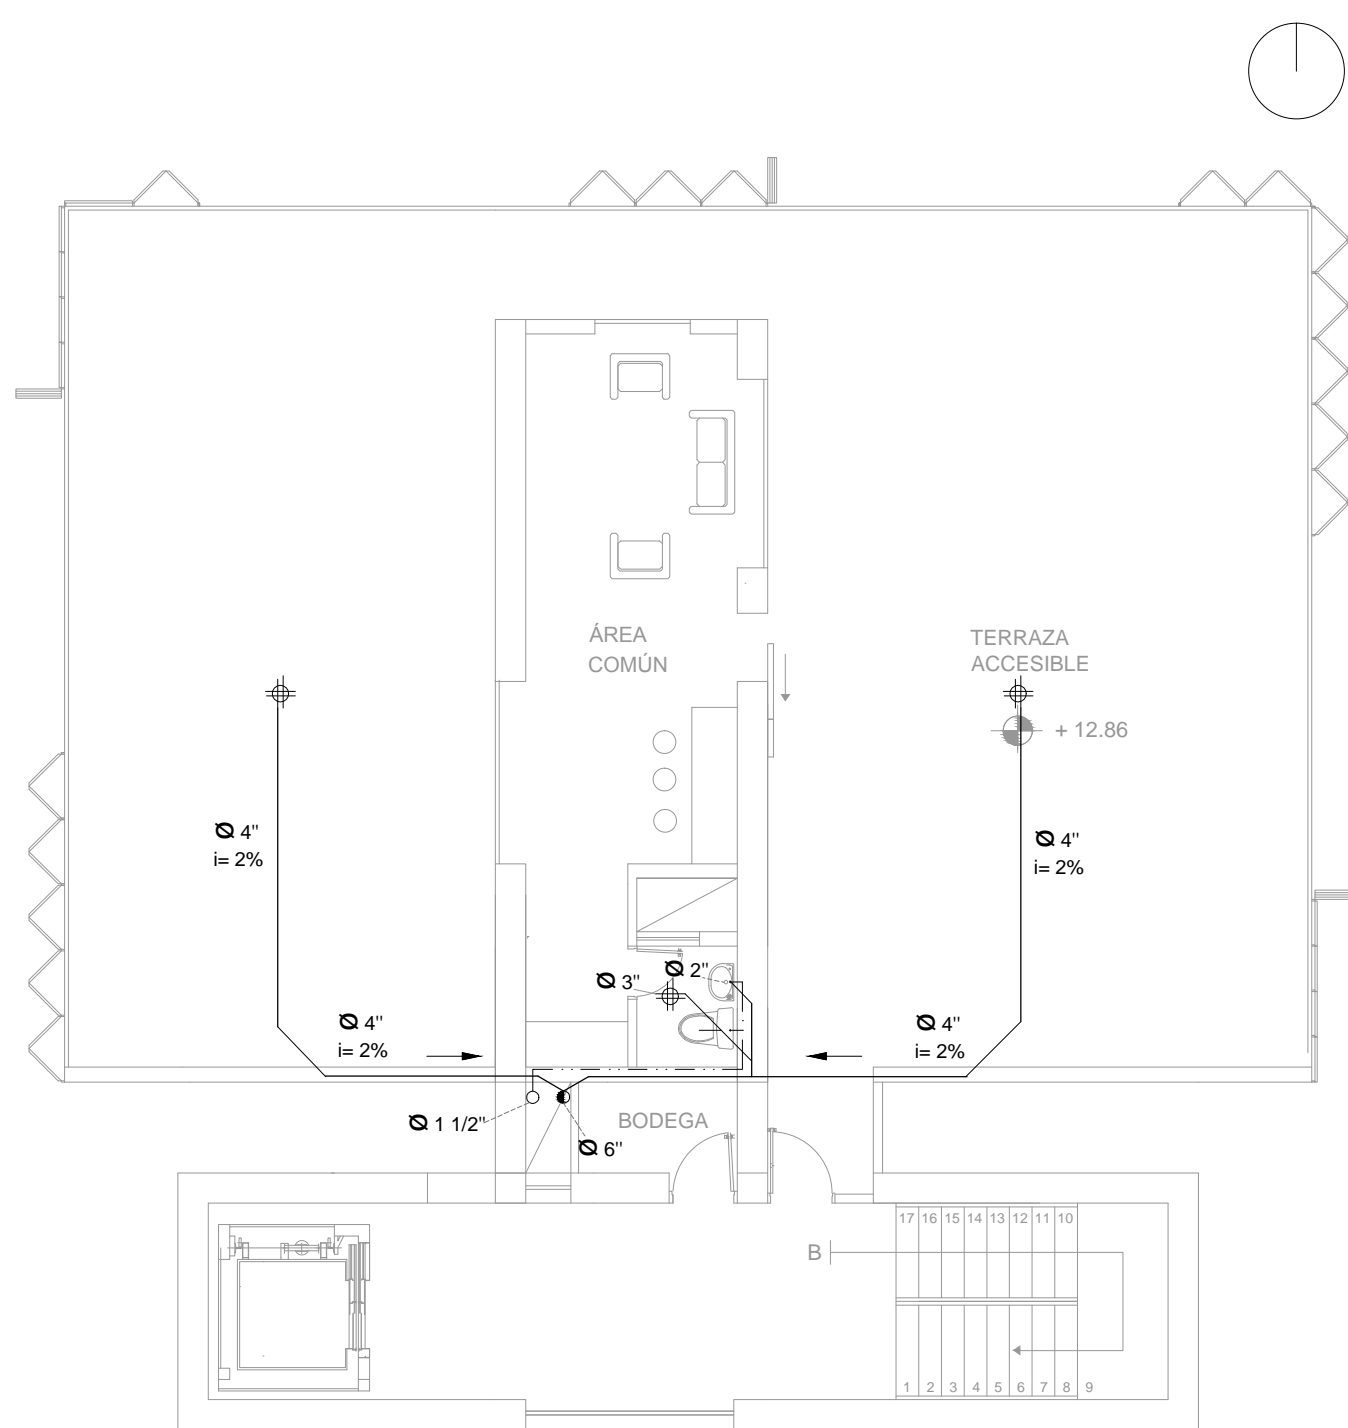 ÁREA
COMÚN
TERRAZA
ACCESIBLE
+ 12.86
Ø 4"
i= 2%
Ø 4"
i= 2%
Ø 3"
Ø 2"
Ø 4"
i= 2%
Ø 4"
i= 2%
Ø 1 1/2"
BODEGA
Ø 6"
17 16 15 14 13 12 11 10
B
1 2 3 4 5 6 7 8 9